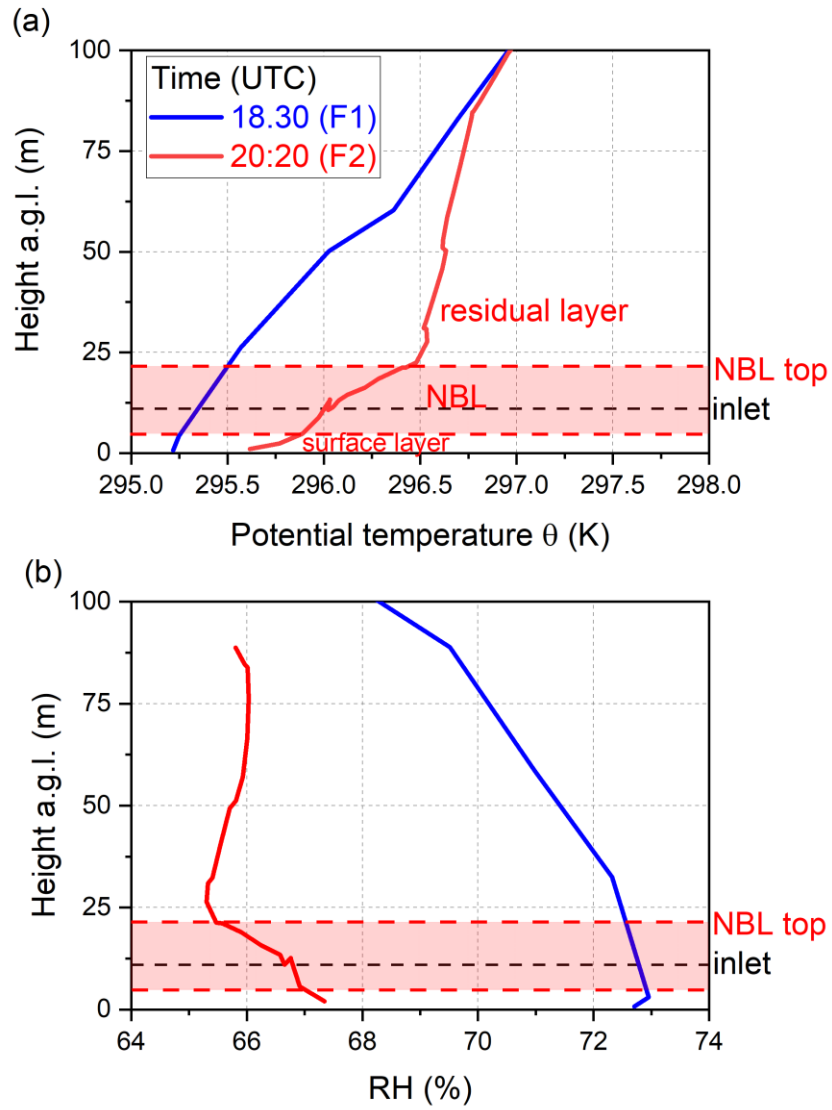 (a)
100
75
50
25
0
Height a.g.l. (m)
Time (UTC)
18.30 (F1)
20:20 (F2)
residual layer
NBL top
NBL
inlet
surface layer
295.0 295.5 296.0 296.5 297.0 297.5 298.0
Potential temperature θ (K)
(b)
100
75
50
25
0
Height a.g.l. (m)
NBL top
inlet
64 66 68 70 72 74
RH (%)